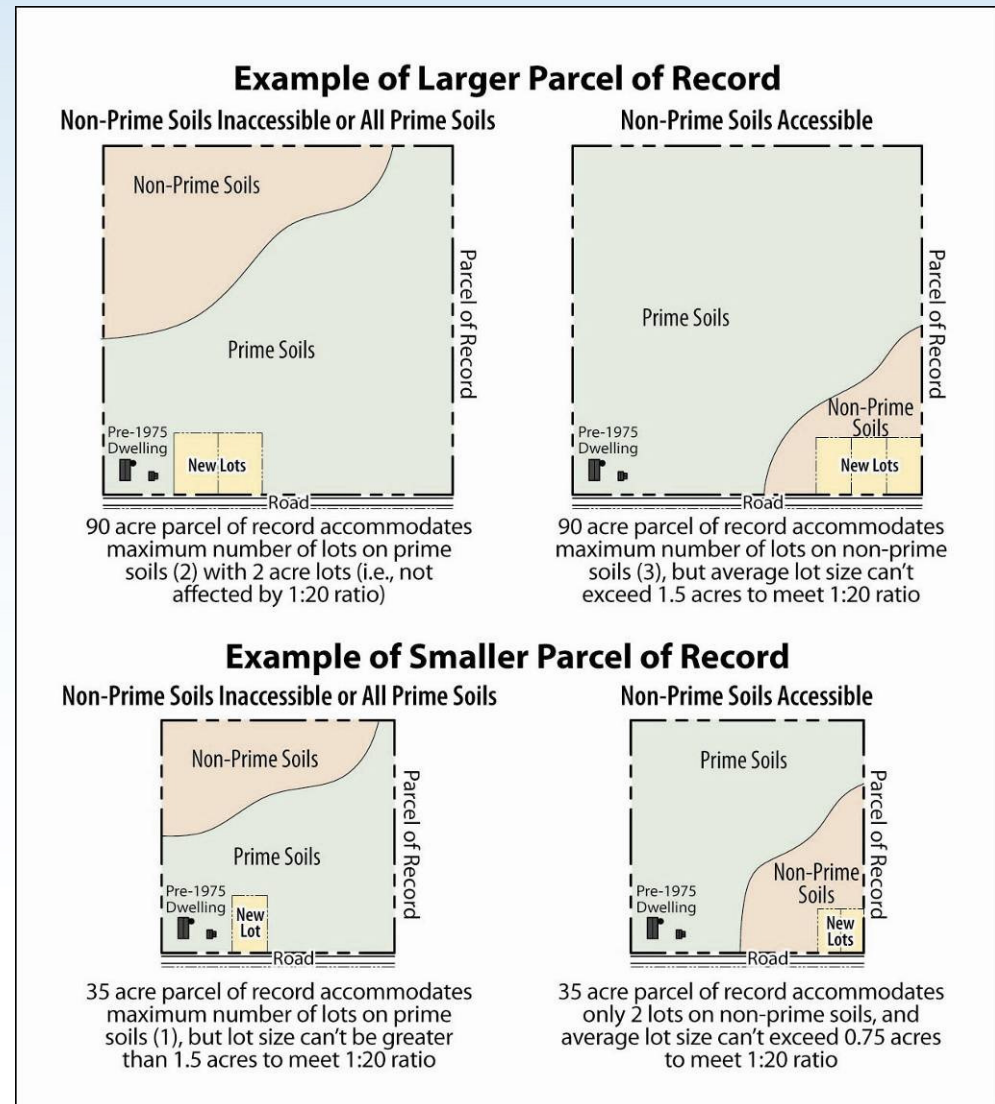 Example of Larger Parcel of Record
Non-Prime Soils Inaccessible or All Prime Soils
Non-Prime Soils
Prime Soils
Parcel of Record
Pre-1975
Dwelling
New Lots
Road
90 acre parcel of record accommodates
maximum number of lots on prime
soils (2) with 2 acre lots (i.e., not
affected by 1:20 ratio)
Non-Prime Soils Accessible
Prime Soils
Parcel of Record
Non-Prime
Soils
Pre-1975
Dwelling
New Lots
Road
90 acre parcel of record accommodates
maximum number of lots on non-prime
soils (3), but average lot size can't
exceed 1.5 acres to meet 1:20 ratio
Example of Smaller Parcel of Record
Non-Prime Soils Inaccessible or All Prime Soils
Non-Prime Soils
Prime Soils
Parcel of Record
Pre-1975
Dwelling
New
Lot
Road
35 acre parcel of record accommodates
maximum number of lots on prime
soils (1), but lot size can't be greater
than 1.5 acres to meet 1:20 ratio
Non-Prime Soils Accessible
Prime Soils
Parcel of Record
Non-Prime
Soils
Pre-1975
Dwelling
New
Lots
Road
35 acre parcel of record accommodates
only 2 lots on non-prime soils, and
average lot size can't exceed 0.75 acres
to meet 1:20 ratio